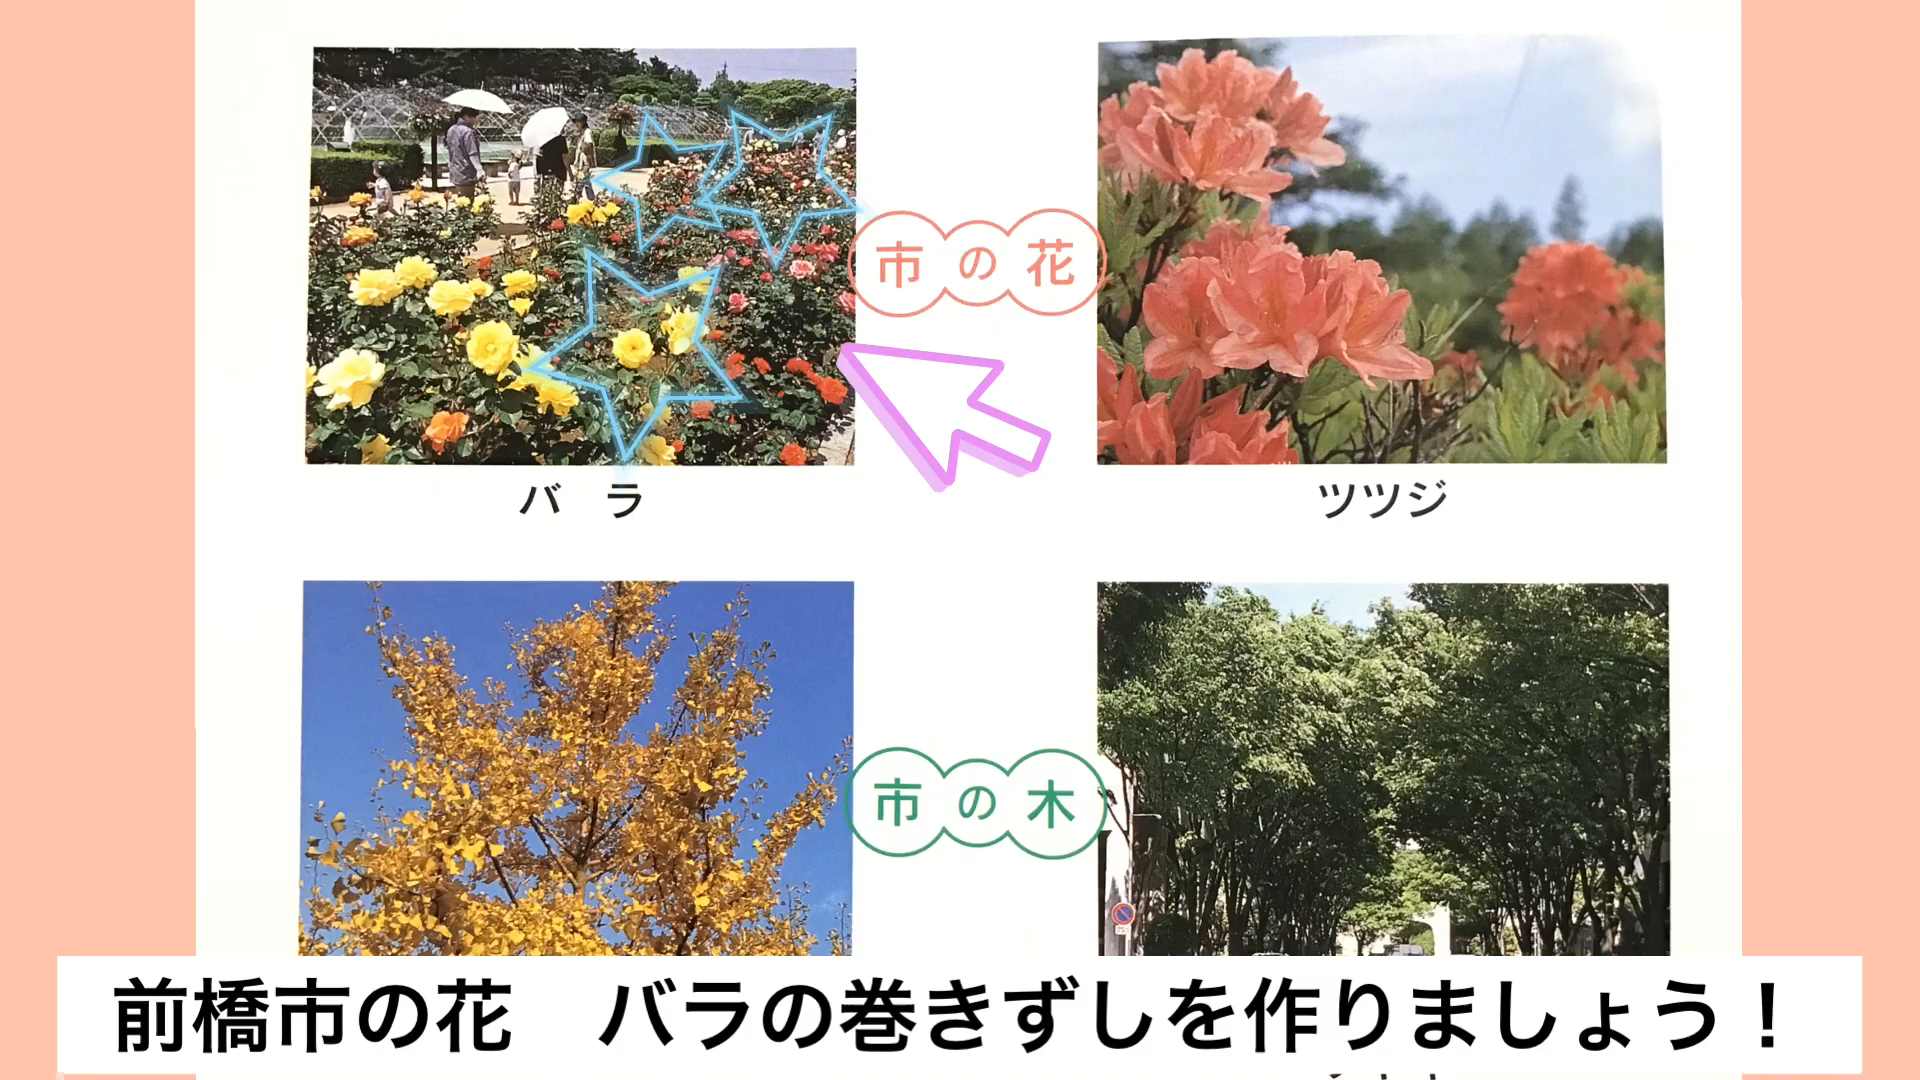 市の花
バラ
ツツジ
市の木
前橋市の花　バラの巻きずしを作りましょう！